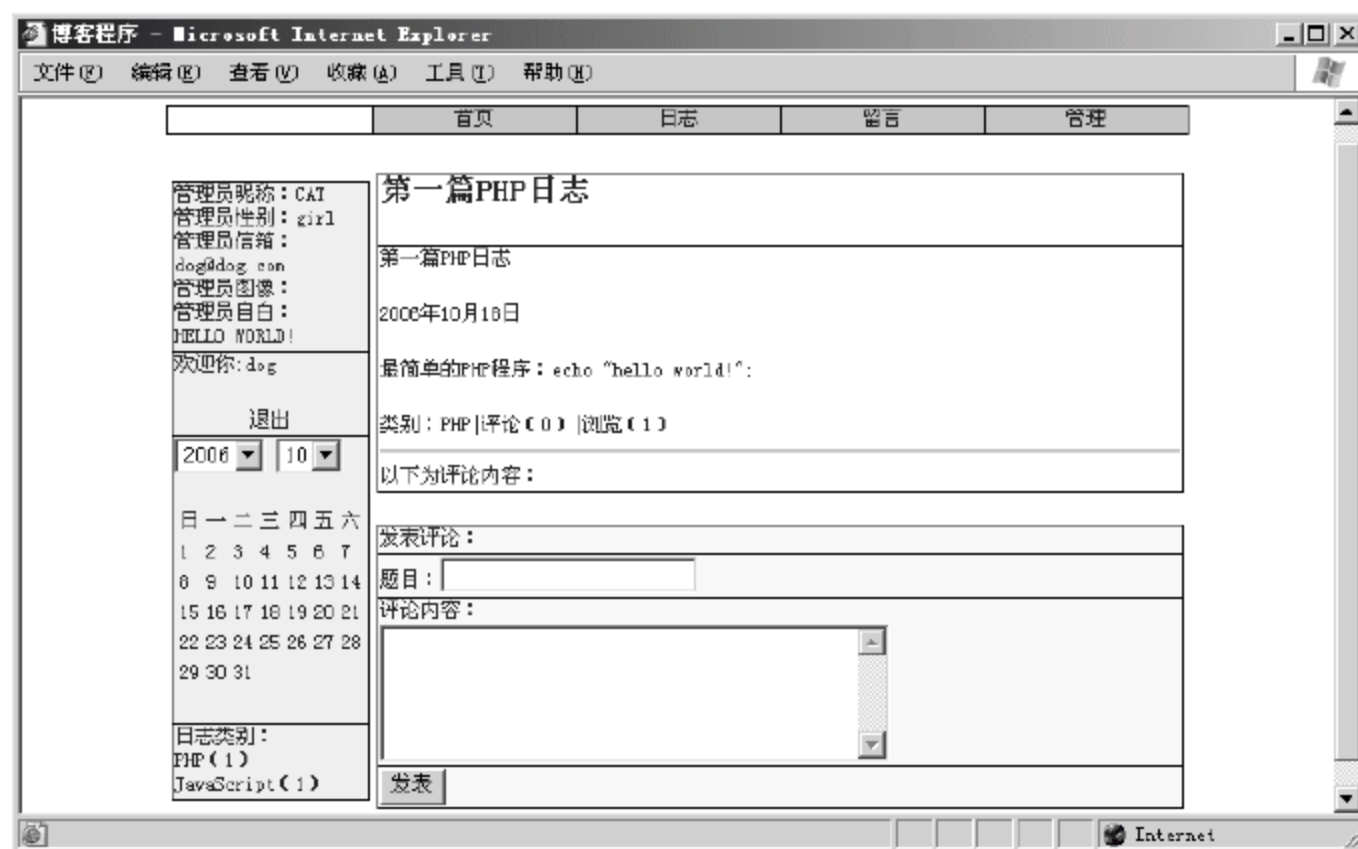 博客程序 - Microsoft Internet Explorer
文件(F) 编辑(E) 查看(V) 收藏(A) 工具(T) 帮助(H)
首页 日志 留言 管理
管理员昵称:CAT
管理员性别:girl
管理员信箱:
dog@dog.com
管理员图像:
管理员自白:
HELLO WORLD!
欢迎你:dog
退出
2006 10
日 一 二 三 四 五 六
1 2 3 4 5 6 7
8 9 10 11 12 13 14
15 16 17 18 19 20 21
22 23 24 25 26 27 28
29 30 31
日志类别:
PHP(1)
JavaScript(1)
第一篇PHP日志
第一篇PHP日志
2006年10月16日
最简单的PHP程序:echo "hello world!";
类别:PHP|评论(0) |浏览(1)
以下为评论内容:
发表评论:
题目:
评论内容:
发表
Internet